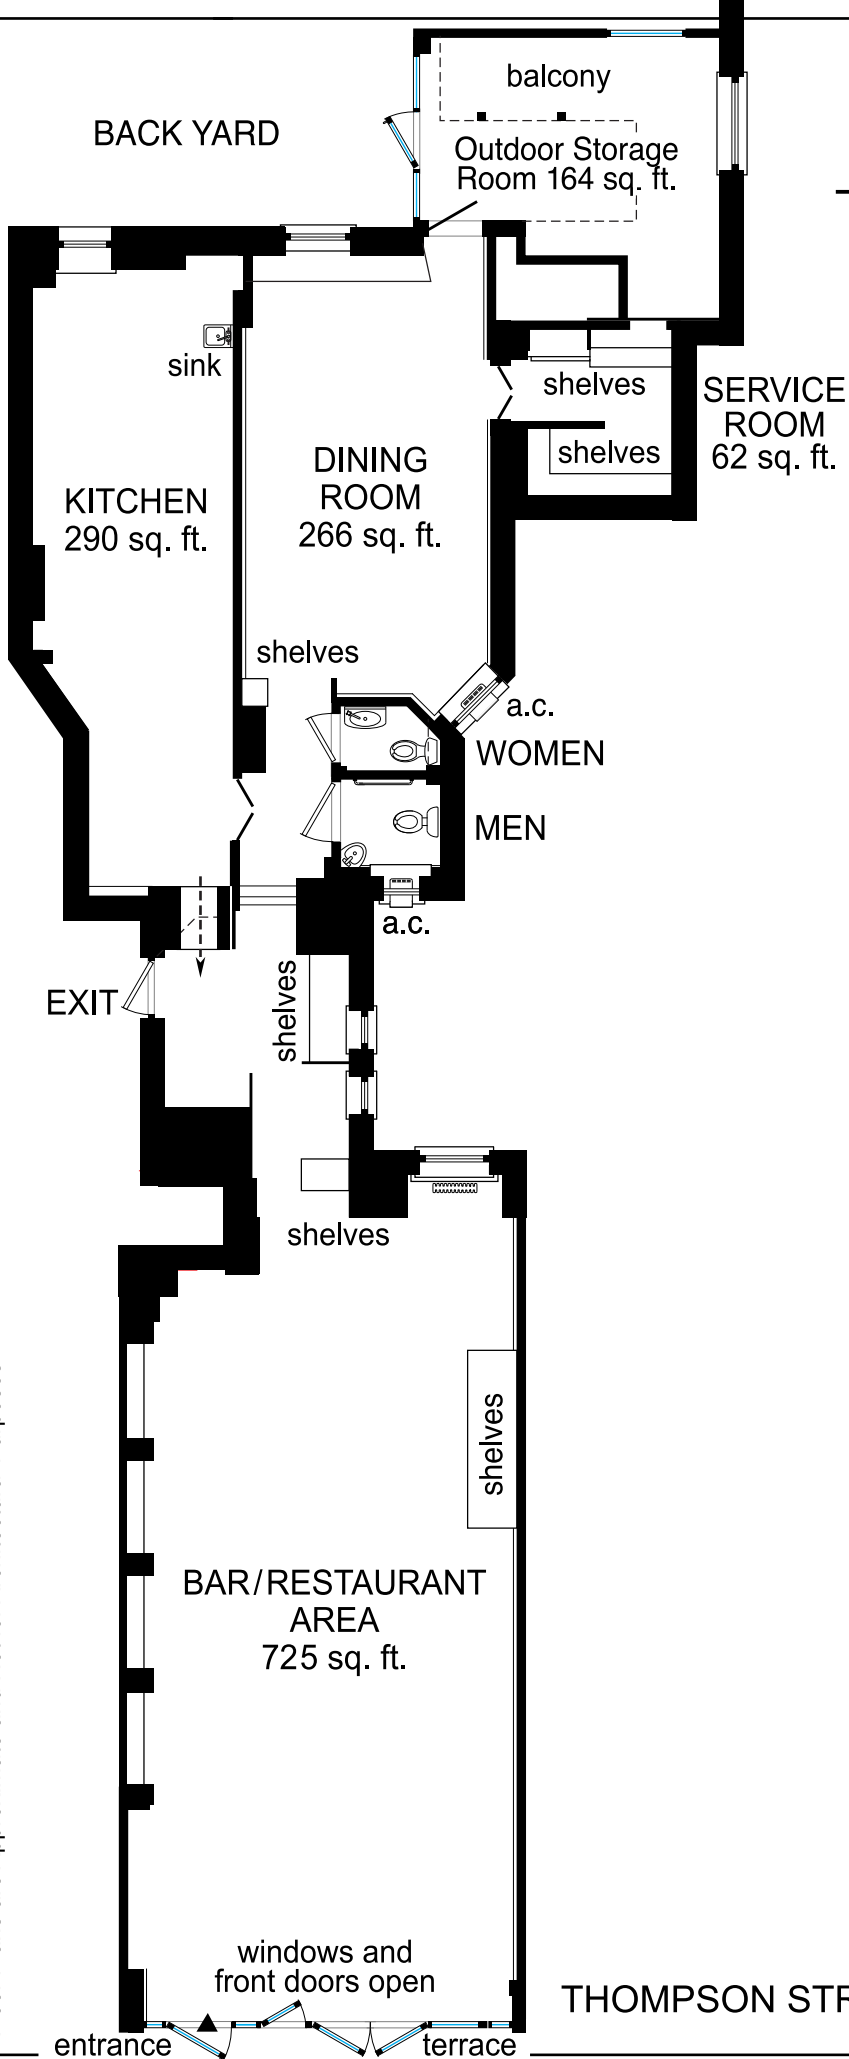 balcony
BACK YARD
Outdoor Storage
Room 164 sq. ft.
sink
shelves
SERVICE
ROOM
62 sq. ft.
shelves
DINING
ROOM
266 sq. ft.
KITCHEN
290 sq. ft.
shelves
a.c.
WOMEN
MEN
a.c.
EXIT
shelves
shelves
shelves
BAR/RESTAURANT
AREA
725 sq. ft.
windows and
front doors open
THOMPSON STR
entrance
terrace